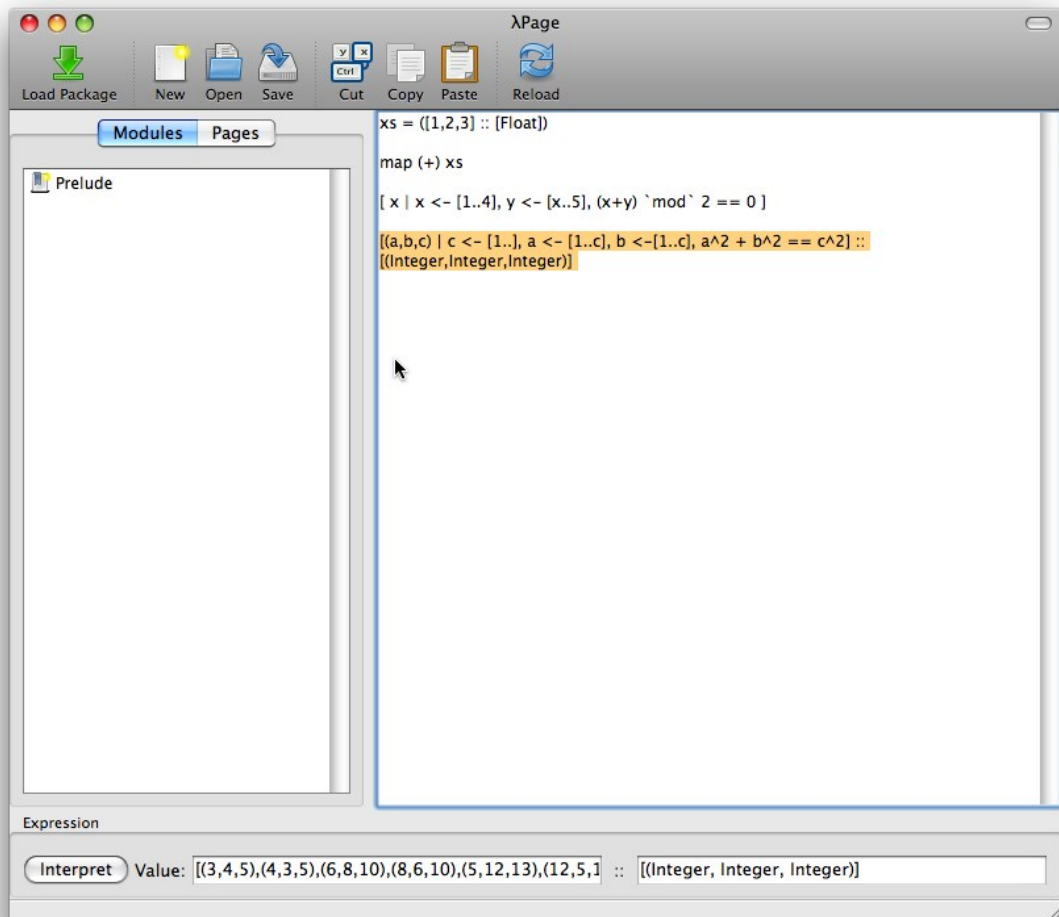 λPage
Load Package New Open Save Cut Copy Paste Reload
y x
Ctrl
Modules Pages
Prelude
xs = ([1,2,3] :: [Float])
map (+) xs
[ x | x <- [1..4], y <- [x..5], (x+y) `mod` 2 == 0 ]
[(a,b,c) | c <- [1..], a <- [1..c], b <-[1..c], a^2 + b^2 == c^2] ::
[(Integer,Integer,Integer)]
Expression
Interpret Value: [(3,4,5),(4,3,5),(6,8,10),(8,6,10),(5,12,13),(12,5,1 :: [(Integer, Integer, Integer)]